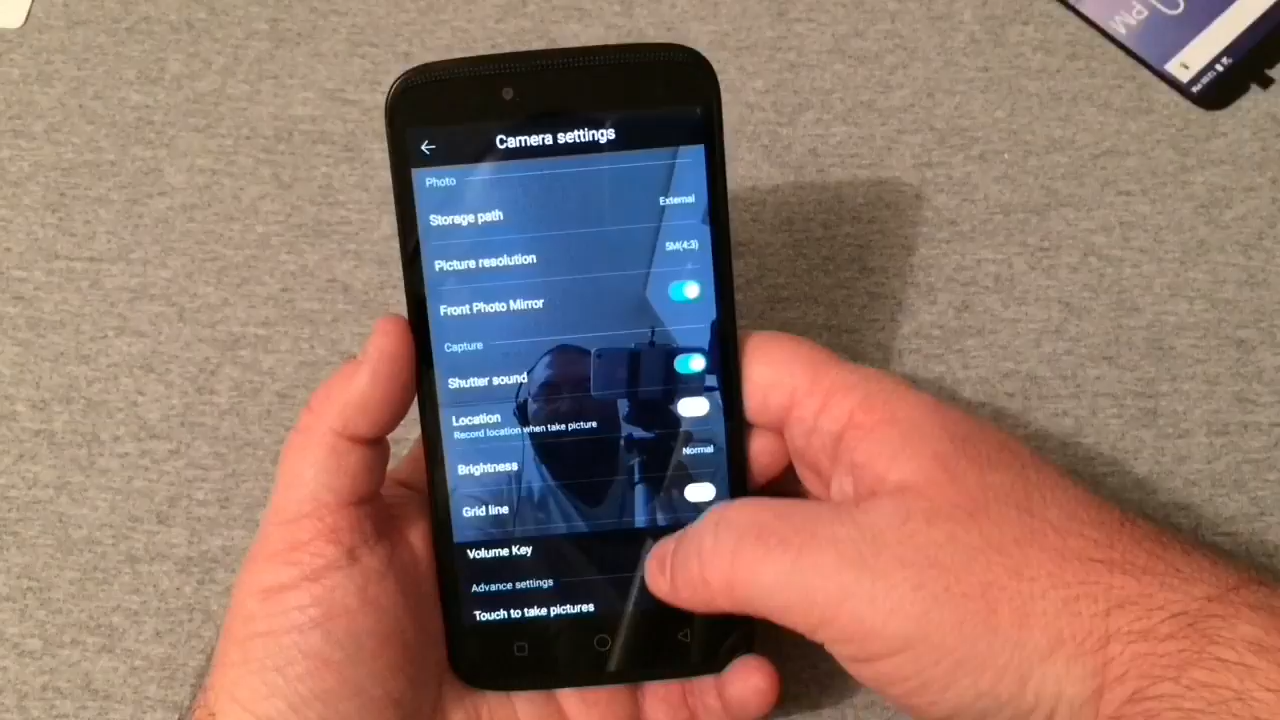 PM
Camera settings
Photo
Storage path External
Picture resolution 5M(4:3)
Front Photo Mirror
Capture
Shutter sound
Location
Record location when take picture
Brightness Normal
Grid line
Volume Key
Advance settings
Touch to take pictures